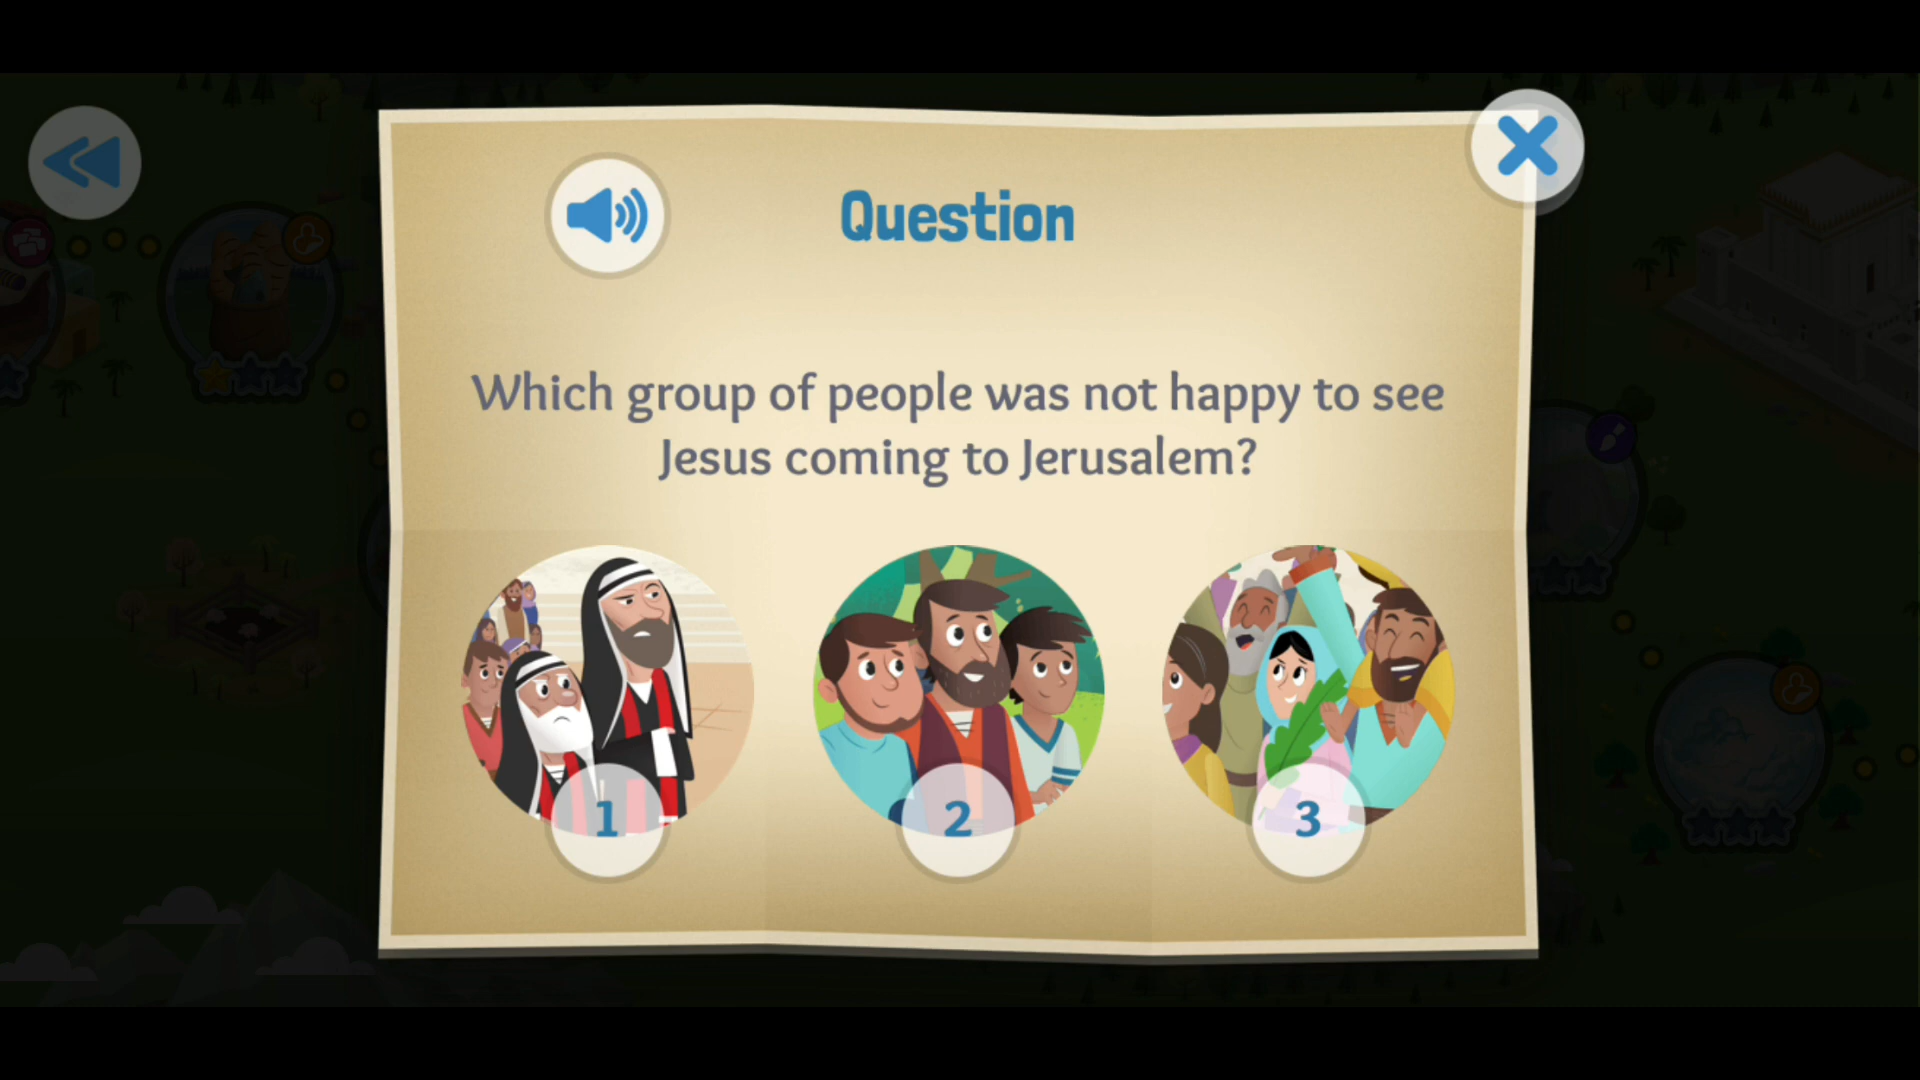 Question
Which group of people was not happy to see
Jesus coming to Jerusalem?
1
2
3